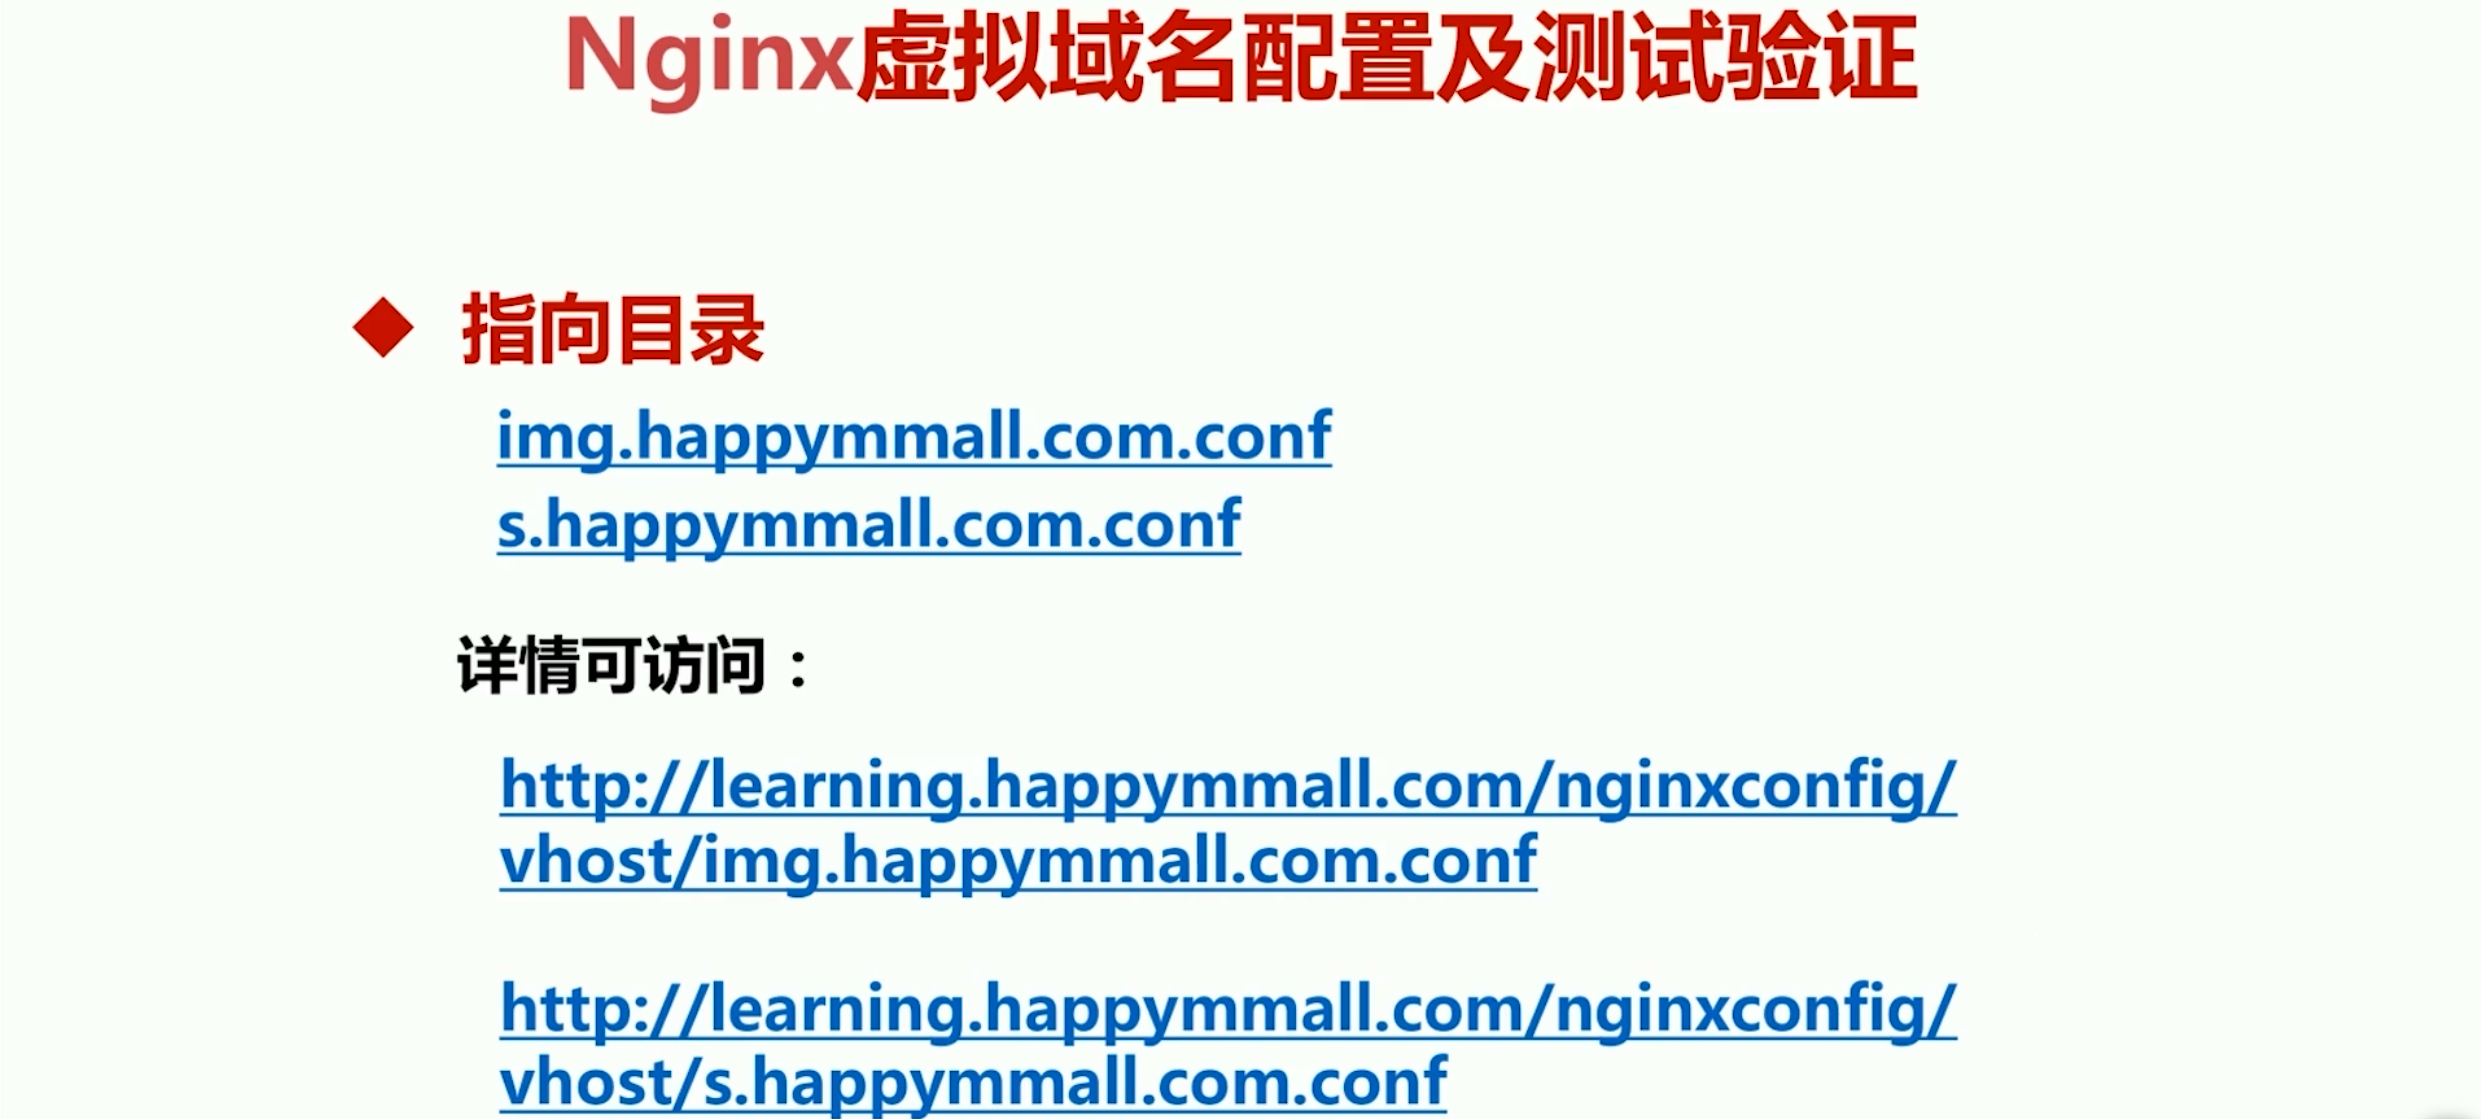 Nginx虚拟域名配置及测试验证
◆ 指向目录
img.happymmall.com.conf
s.happymmall.com.conf
详情可访问：
http://learning.happymmall.com/nginxconfig/
vhost/img.happymmall.com.conf
http://learning.happymmall.com/nginxconfig/
vhost/s.happymmall.com.conf